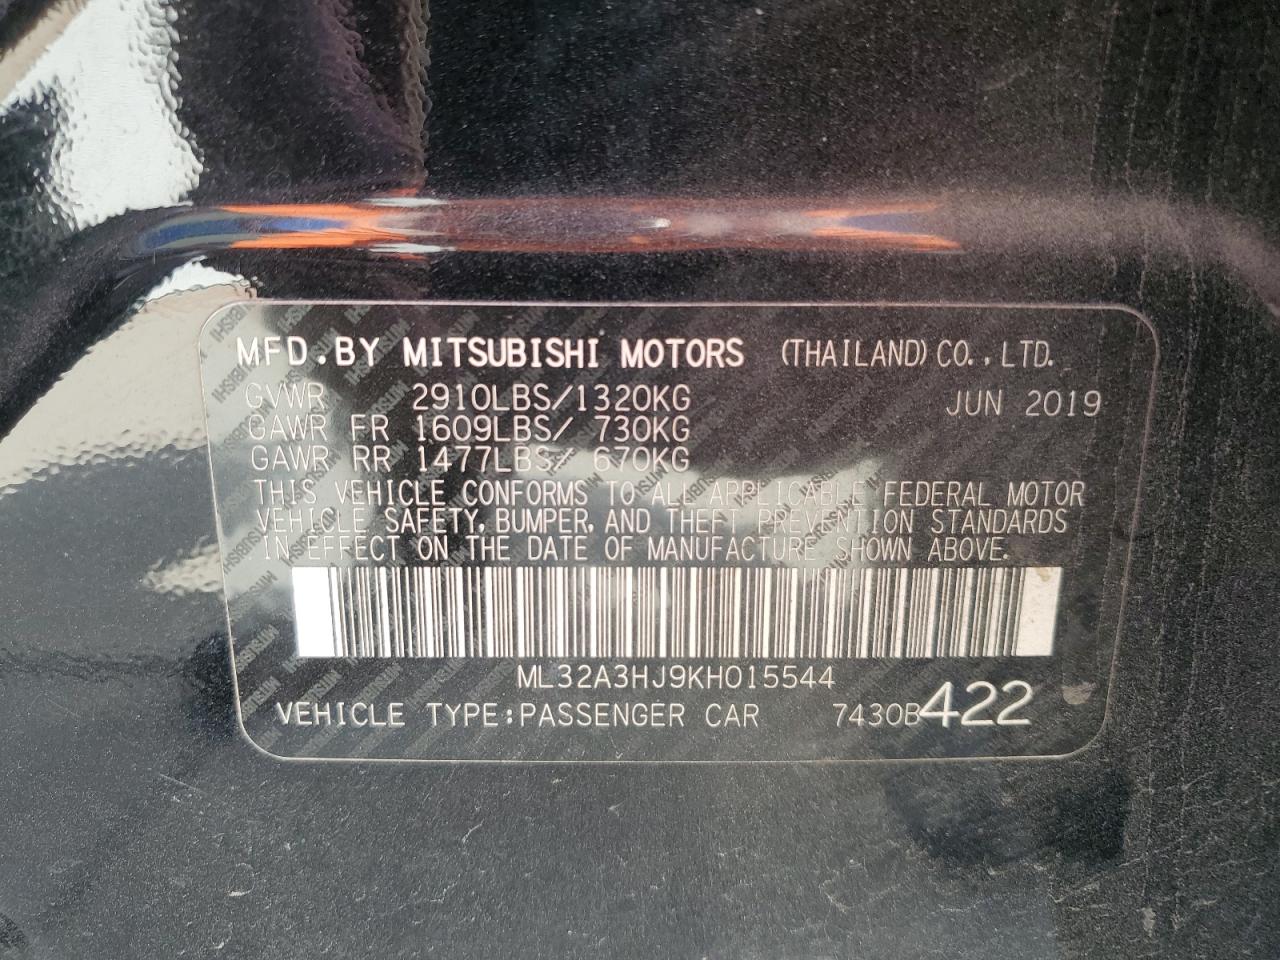 MFD.BY MITSUBISHI MOTORS (THAILAND)CO.,LTD.
GVWR 2910LBS/1320KG JUN 2019
GAWR FR 1609LBS/ 730KG
GAWR RR 1477LBS/ 670KG
THIS VEHICLE CONFORMS TO ALL APPLICABLE FEDERAL MOTOR
VEHICLE SAFETY, BUMPER, AND THEFT PREVENTION STANDARDS
IN EFFECT ON THE DATE OF MANUFACTURE SHOWN ABOVE.
ML32A3HJ9KH015544
VEHICLE TYPE:PASSENGER CAR 7430B422